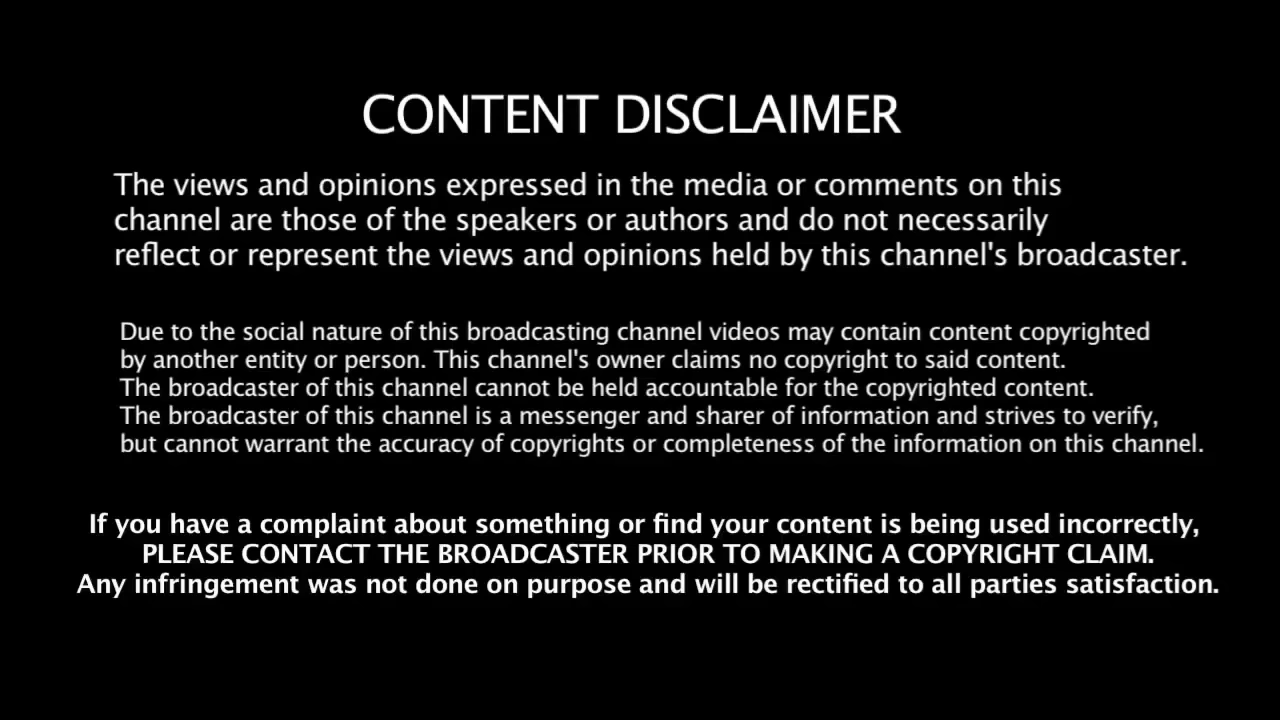 CONTENT DISCLAIMER
The views and opinions expressed in the media or comments on this
channel are those of the speakers or authors and do not necessarily
reflect or represent the views and opinions held by this channel's broadcaster.
Due to the social nature of this broadcasting channel videos may contain content copyrighted
by another entity or person. This channel's owner claims no copyright to said content.
The broadcaster of this channel cannot be held accountable for the copyrighted content.
The broadcaster of this channel is a messenger and sharer of information and strives to verify,
but cannot warrant the accuracy of copyrights or completeness of the information on this channel.
If you have a complaint about something or find your content is being used incorrectly,
PLEASE CONTACT THE BROADCASTER PRIOR TO MAKING A COPYRIGHT CLAIM.
Any infringement was not done on purpose and will be rectified to all parties satisfaction.